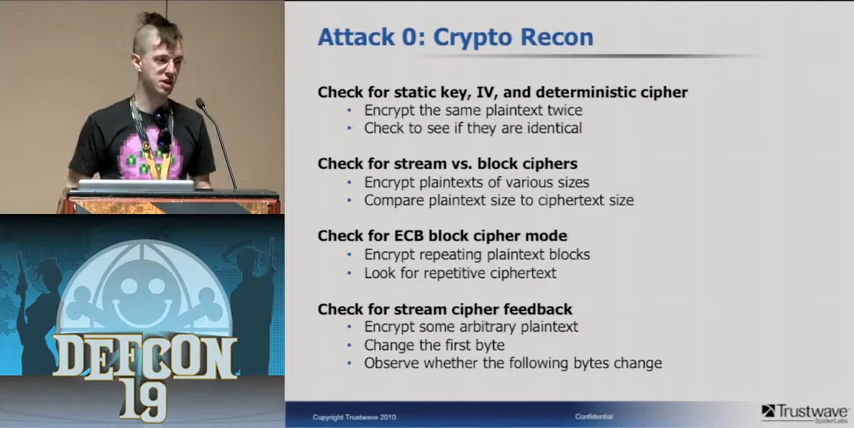 Attack 0: Crypto Recon
Check for static key, IV, and deterministic cipher
• Encrypt the same plaintext twice
• Check to see if they are identical
Check for stream vs. block ciphers
• Encrypt plaintexts of various sizes
• Compare plaintext size to ciphertext size
Check for ECB block cipher mode
• Encrypt repeating plaintext blocks
• Look for repetitive ciphertext
Check for stream cipher feedback
• Encrypt some arbitrary plaintext
• Change the first byte
• Observe whether the following bytes change
Copyright Trustwave 2010
Confidential
Trustwave
SpiderLabs
DEFCON
19